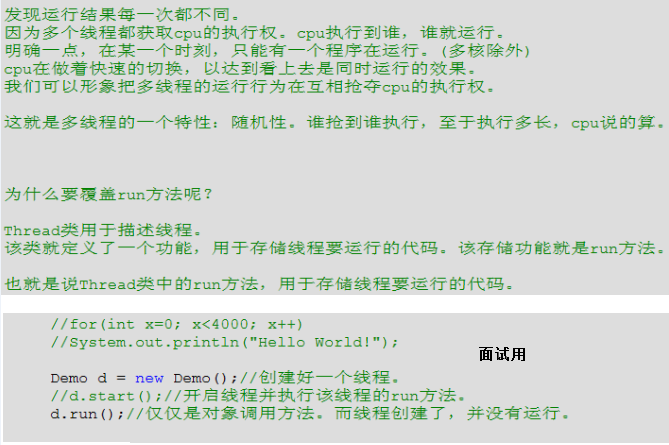 发现运行结果每一次都不同。
因为多个线程都获取cpu的执行权。cpu执行到谁，谁就运行。
明确一点，在某一个时刻，只能有一个程序在运行。(多核除外)
cpu在做着快速的切换，以达到看上去是同时运行的效果。
我们可以形象把多线程的运行行为在互相抢夺cpu的执行权。
这就是多线程的一个特性：随机性。谁抢到谁执行，至于执行多长，cpu说的算。
为什么要覆盖run方法呢？
Thread类用于描述线程。
该类就定义了一个功能，用于存储线程要运行的代码。该存储功能就是run方法。
也就是说Thread类中的run方法，用于存储线程要运行的代码。
//for(int x=0; x<4000; x++)
//System.out.println("Hello World!");
面试用
Demo d = new Demo();//创建好一个线程。
//d.start();//开启线程并执行该线程的run方法。
d.run();//仅仅是对象调用方法。而线程创建了，并没有运行。